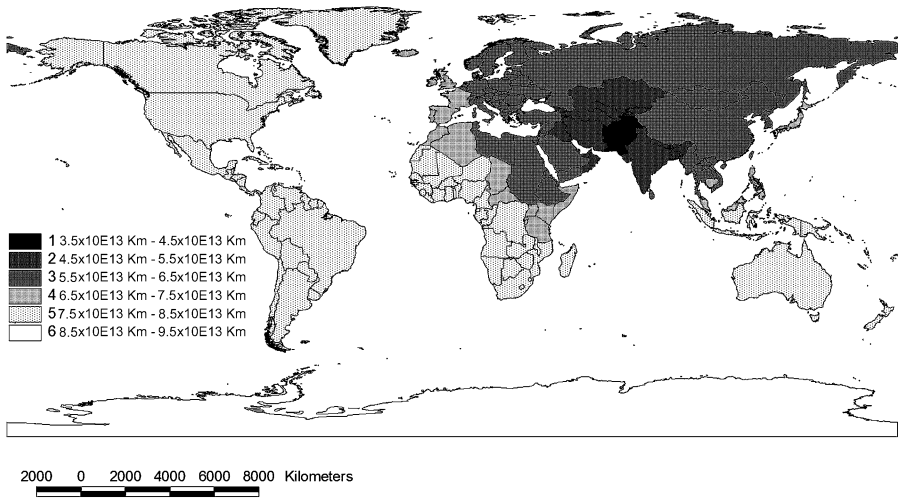 1 3.5x10E13 Km - 4.5x10E13 Km
2 4.5x10E13 Km - 5.5x10E13 Km
3 5.5x10E13 Km - 6.5x10E13 Km
4 6.5x10E13 Km - 7.5x10E13 Km
5 7.5x10E13 Km - 8.5x10E13 Km
6 8.5x10E13 Km - 9.5x10E13 Km
2000 0 2000 4000 6000 8000 Kilometers